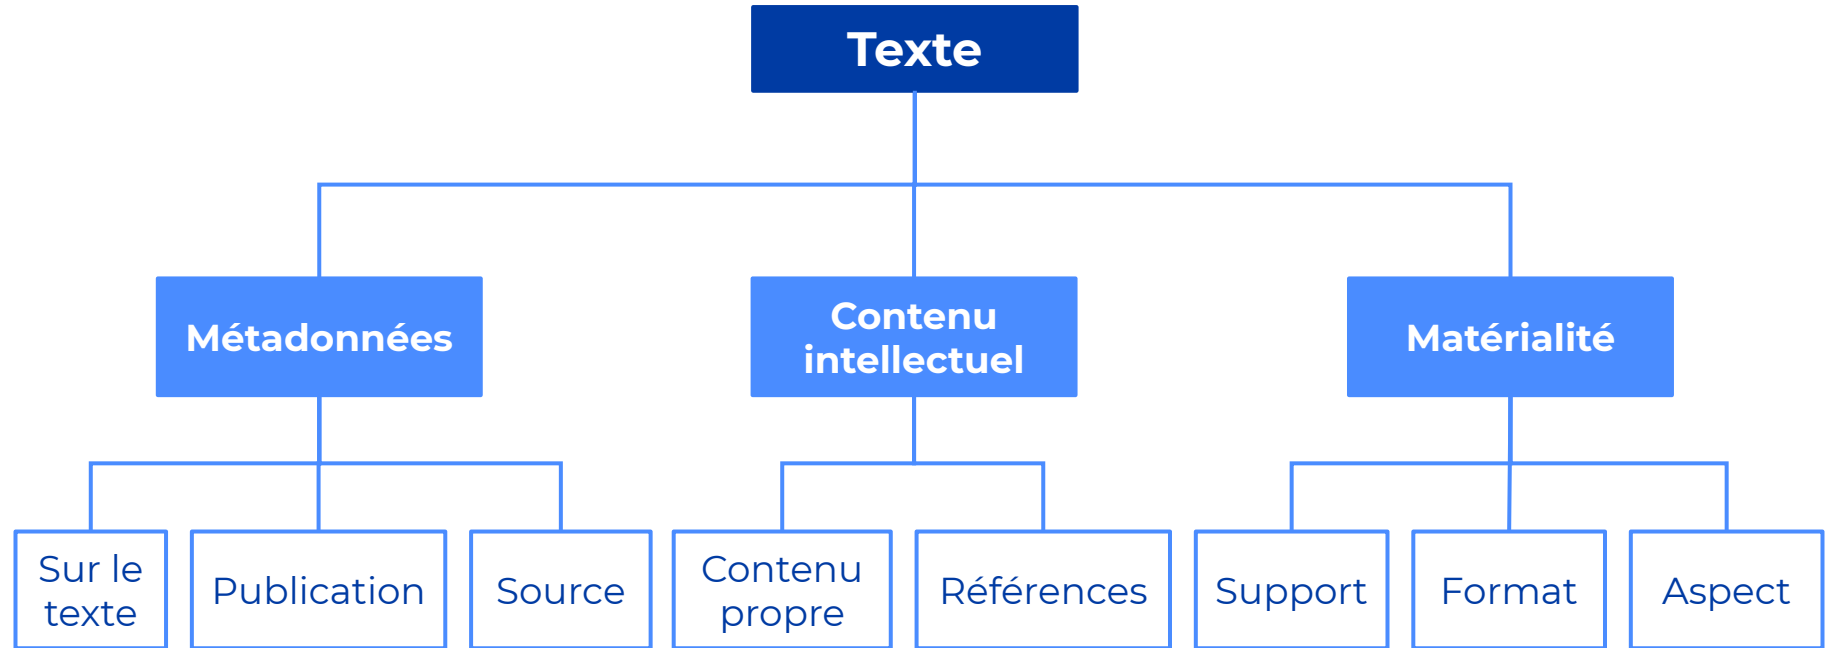 Texte
Métadonnées
Contenu
intellectuel
Matérialité
Sur le
texte
Publication
Source
Contenu
propre
Références
Support
Format
Aspect